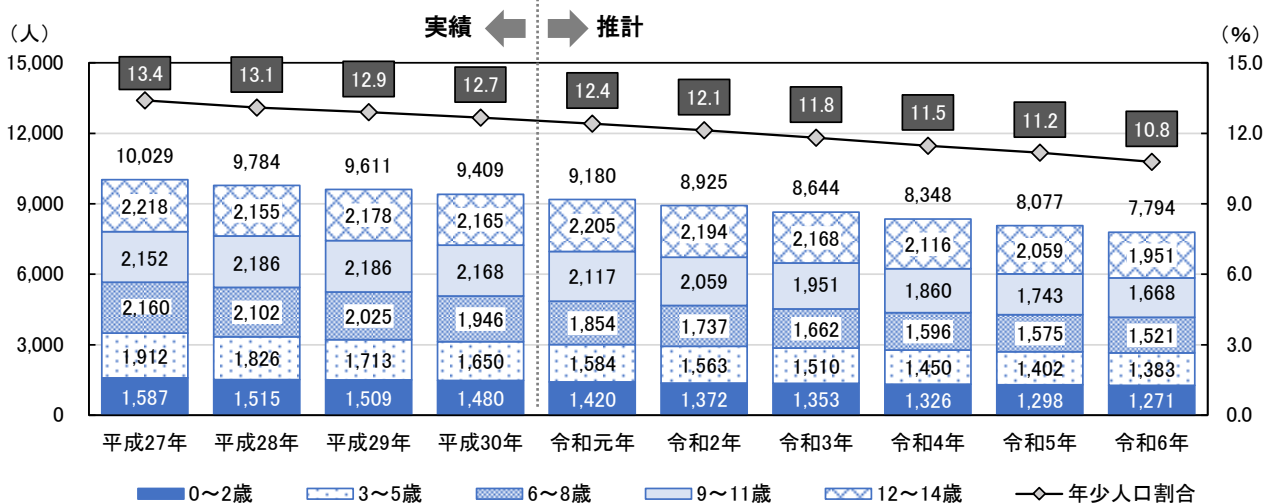 実績 推計
（人） （%）
15,000 13.4 13.1 12.9 12.7 12.4 12.1 11.8 11.5 11.2 10.8 15.0
12,000 12.0
10,029 9,784 9,611 9,409 9,180 8,925 8,644 8,348 8,077 7,794
9,000 9.0
2,218 2,155 2,178 2,165 2,205 2,194 2,168 2,116 2,059 1,951
2,152 2,186 2,186 2,168 2,117 2,059 1,951 1,860 1,743 1,668
6,000 6.0
2,160 2,102 2,025 1,946 1,854 1,737 1,662 1,596 1,575 1,521
3,000 3.0
1,912 1,826 1,713 1,650 1,584 1,563 1,510 1,450 1,402 1,383
1,587 1,515 1,509 1,480 1,420 1,372 1,353 1,326 1,298 1,271
0 0.0
平成27年 平成28年 平成29年 平成30年 令和元年 令和2年 令和3年 令和4年 令和5年 令和6年
0～2歳 3～5歳 6～8歳 9～11歳 12～14歳 年少人口割合